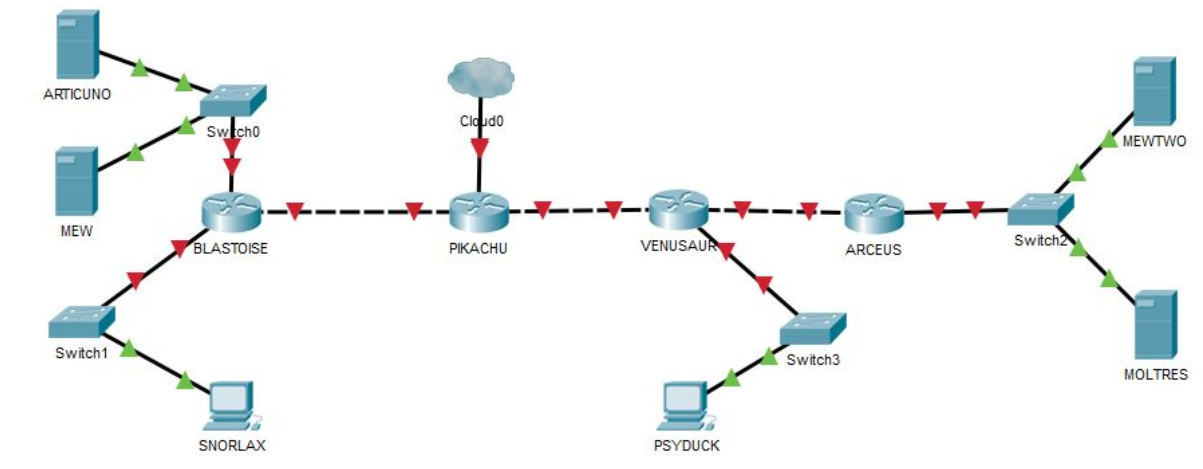 ARTICUNO
Switch0
Cloud0
MEWTWO
MEW
BLASTOISE
PIKACHU
VENUSAUR
ARCEUS
Switch2
Switch1
Switch3
MOLTRES
SNORLAX
PSYDUCK